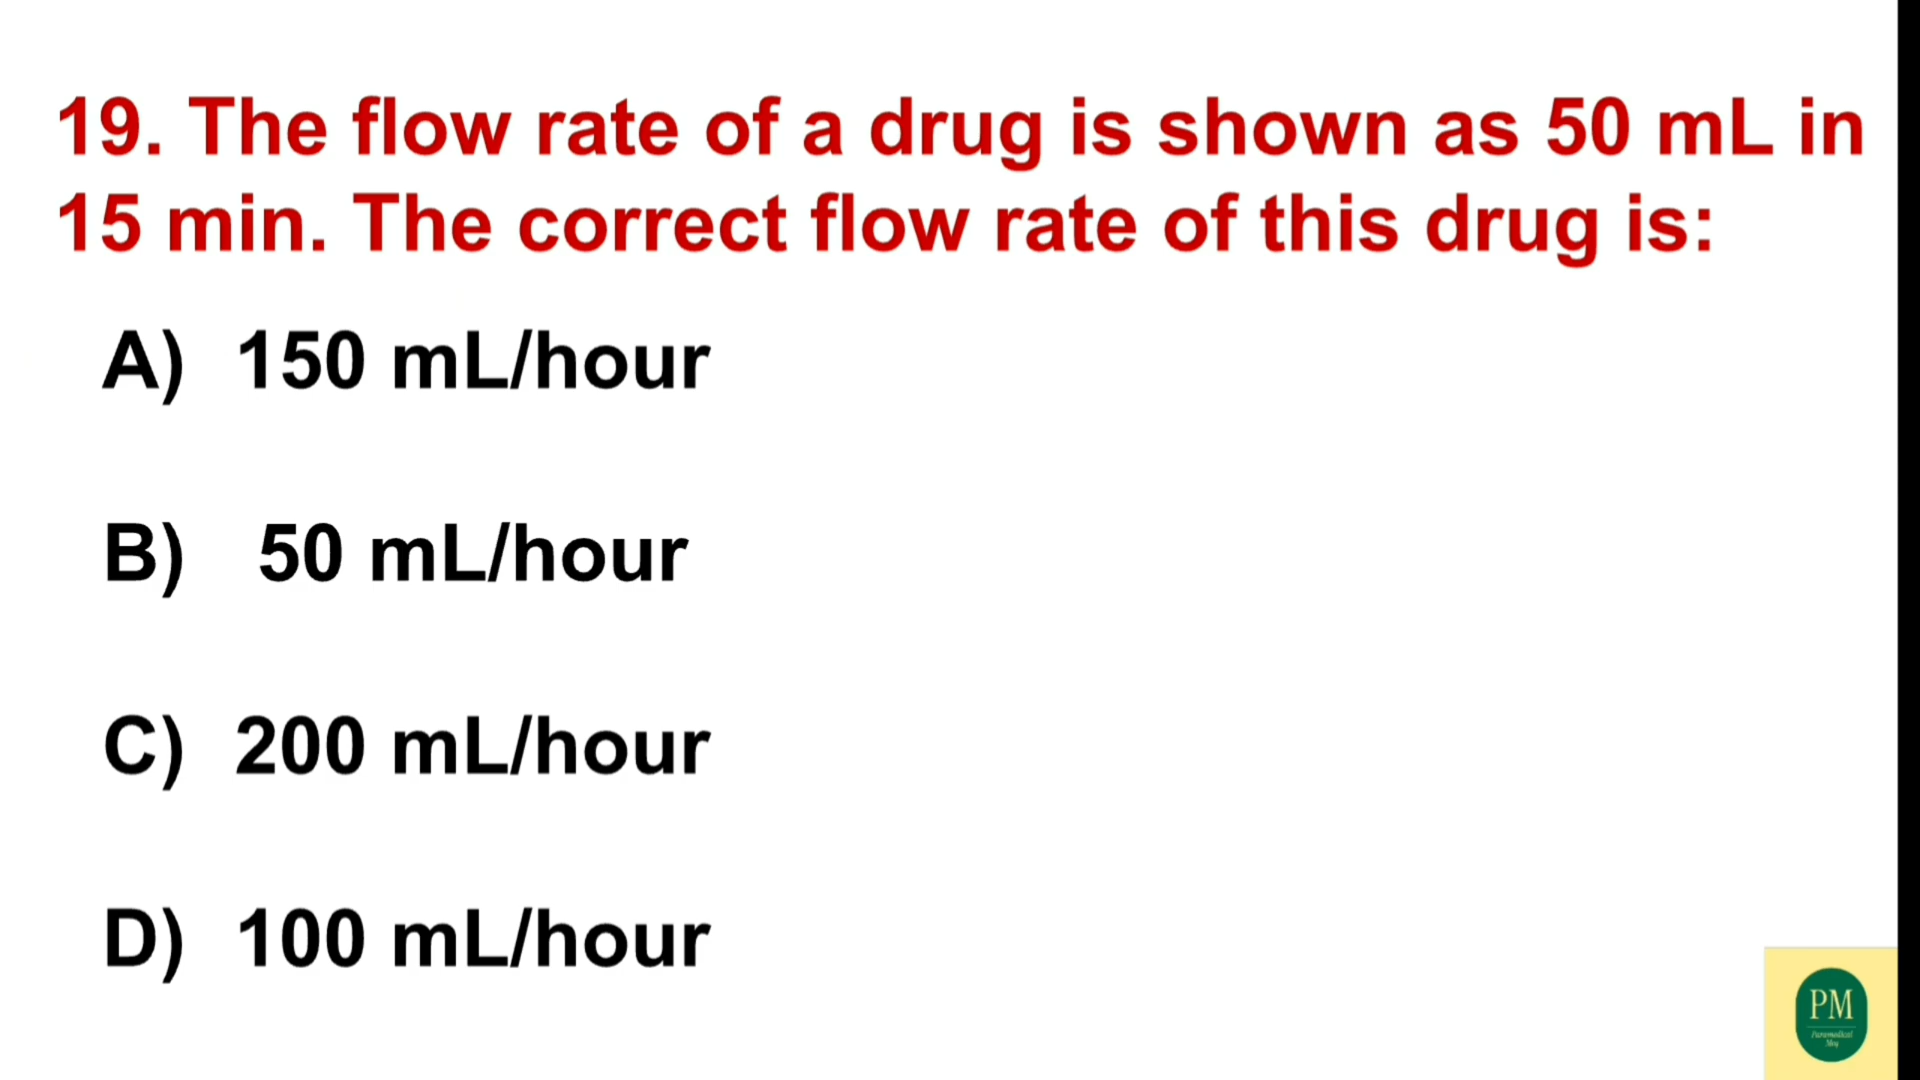 19. The flow rate of a drug is shown as 50 mL in
15 min. The correct flow rate of this drug is:
A) 150 mL/hour
B) 50 mL/hour
C) 200 mL/hour
D) 100 mL/hour
PM
Paramedical